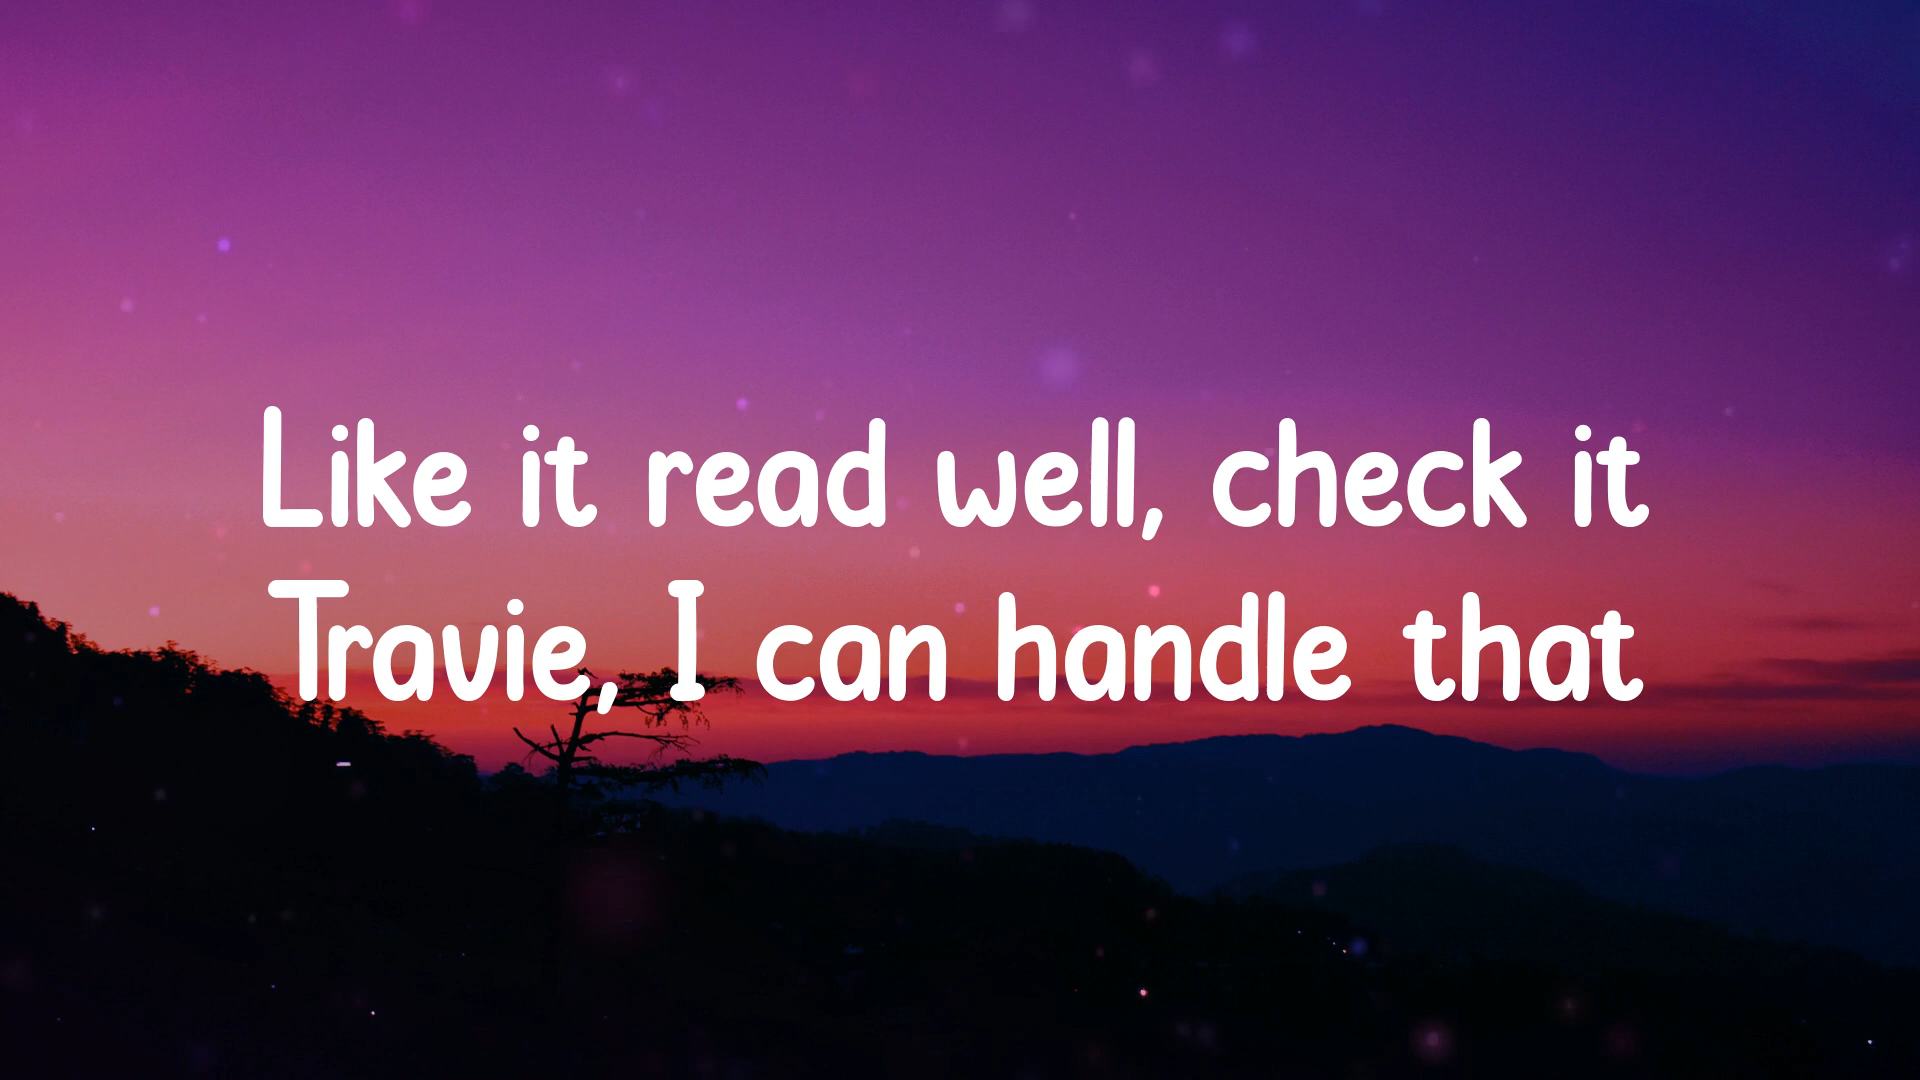 Like it read well, check it
Travie, I can handle that